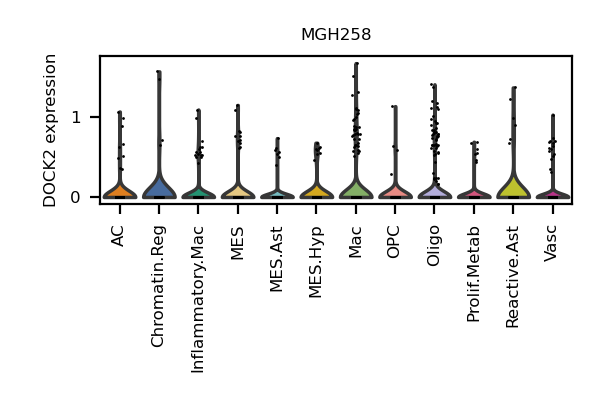 MGH258
DOCK2 expression
1
0
AC
Chromatin.Reg
Inflammatory.Mac
MES
MES.Ast
MES.Hyp
Mac
OPC
Oligo
Prolif.Metab
Reactive.Ast
Vasc